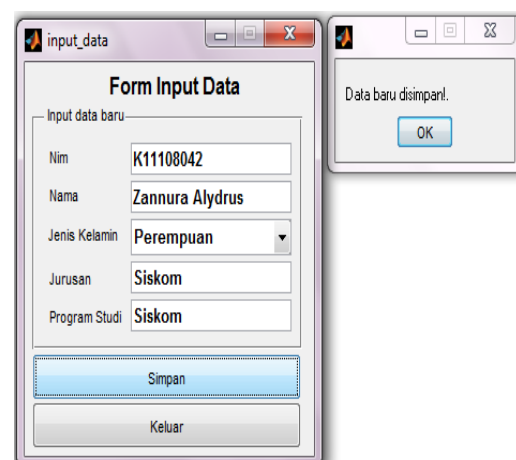 input_data
Form Input Data
Input data baru
Nim K11108042
Nama Zannura Alydrus
Jenis Kelamin Perempuan
Jurusan Siskom
Program Studi Siskom
Simpan
Keluar
Data baru disimpan!.
OK